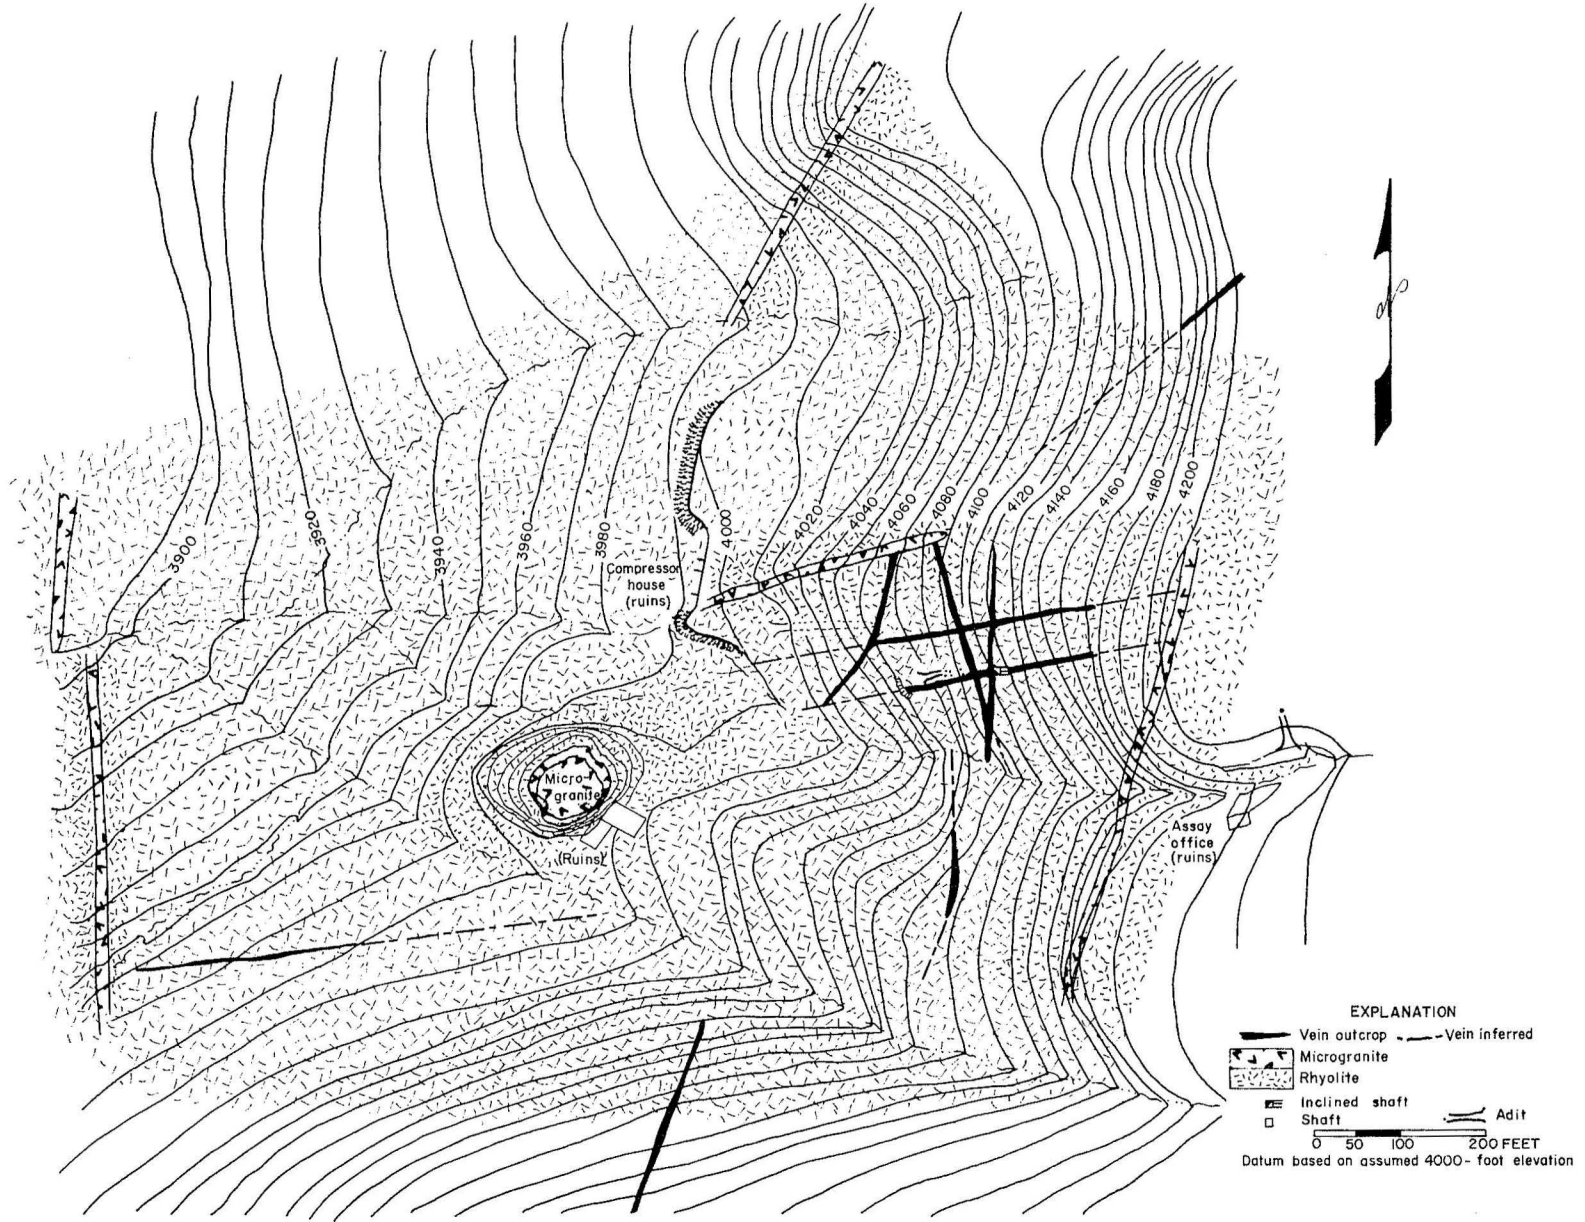 3900
3920
3940
3960
3980
4000
4020
4040
4060
4080
4100
4120
4140
4160
4180
4200
Compressor
house
(ruins)
Micro-
granite
(Ruins)
Assay
office
(ruins)
EXPLANATION
Vein outcrop Vein inferred
Microgranite
Rhyolite
Inclined shaft
Shaft Adit
0 50 100 200 FEET
Datum based on assumed 4000-foot elevation